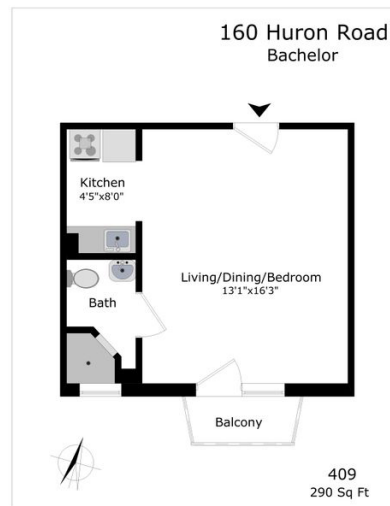 160 Huron Road
Bachelor
Kitchen
4'5"x8'0"
Living/Dining/Bedroom
13'1"x16'3"
Bath
Balcony
409
290 Sq Ft